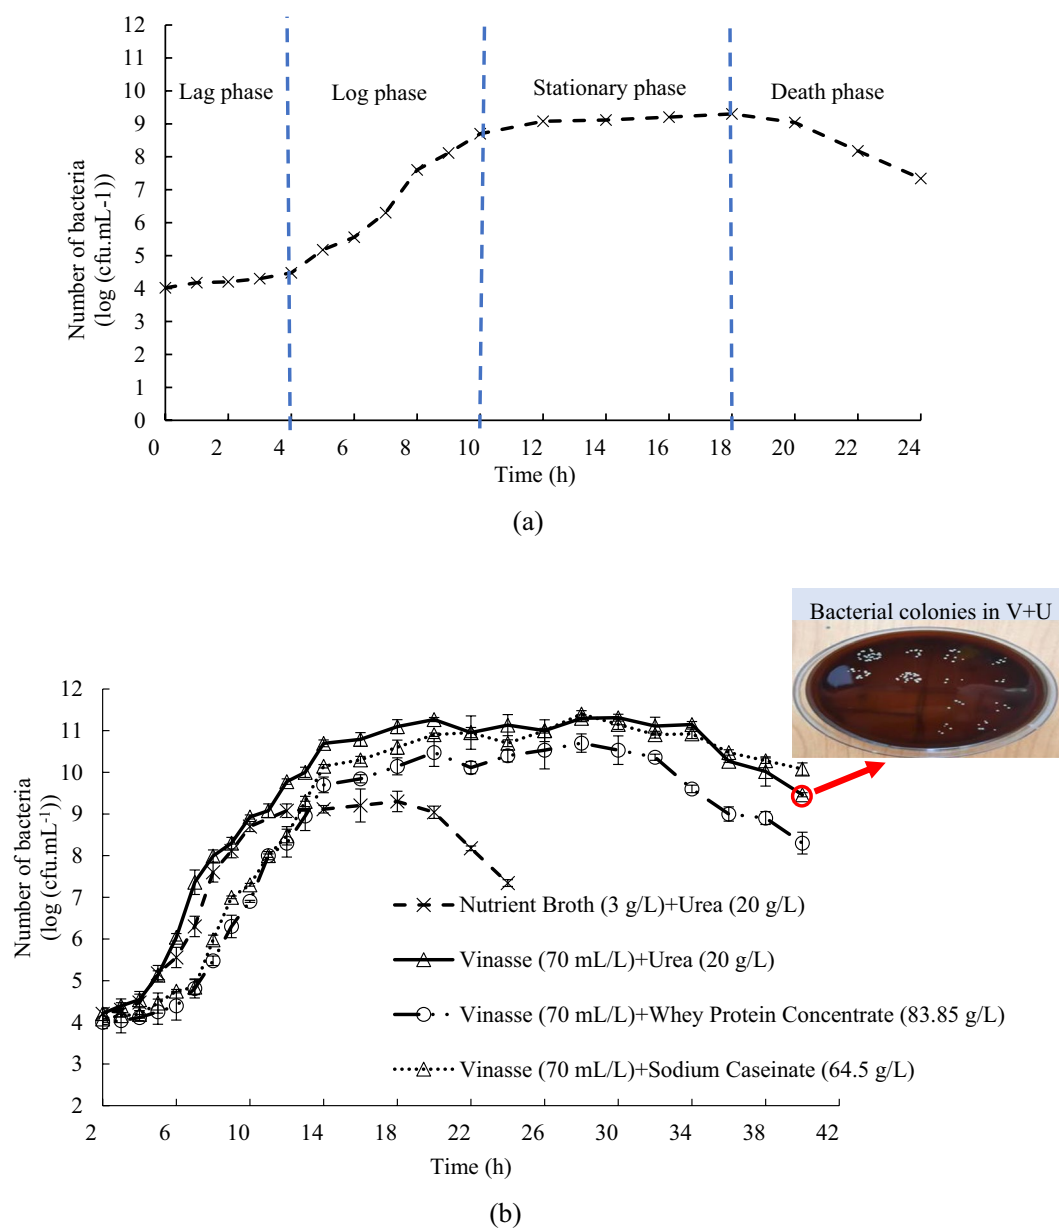 12
11
10
9
8
7
6
5
4
3
2
1
0
Number of bacteria
(log (cfu.mL-1))
Lag phase
Log phase
Stationary phase
Death phase
0 2 4 6 8 10 12 14 16 18 20 22 24
Time (h)
(a)
Bacterial colonies in V+U
12
11
10
9
8
7
6
5
4
3
2
Number of bacteria
(log (cfu.mL⁻¹))
Nutrient Broth (3 g/L)+Urea (20 g/L)
Vinasse (70 mL/L)+Urea (20 g/L)
Vinasse (70 mL/L)+Whey Protein Concentrate (83.85 g/L)
Vinasse (70 mL/L)+Sodium Caseinate (64.5 g/L)
2 6 10 14 18 22 26 30 34 38 42
Time (h)
(b)